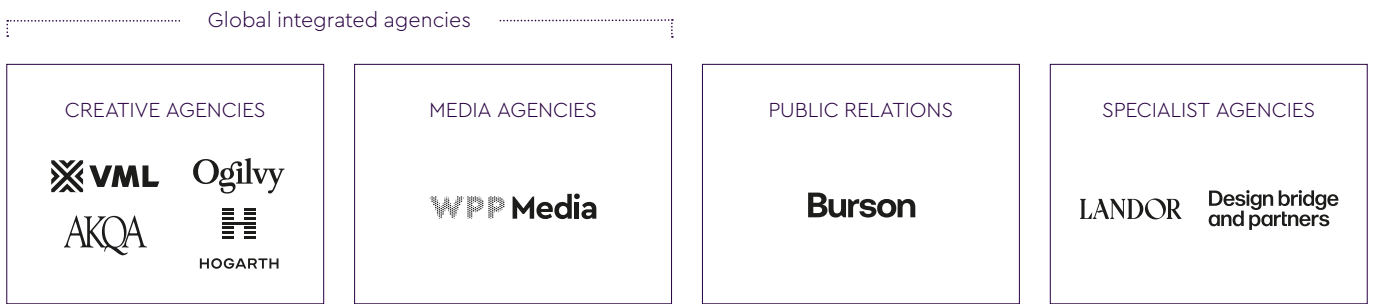 Global integrated agencies
CREATIVE AGENCIES
VML
Ogilvy
AKQA
H
HOGARTH
MEDIA AGENCIES
WPP Media
PUBLIC RELATIONS
Burson
SPECIALIST AGENCIES
LANDOR
Design bridge
and partners